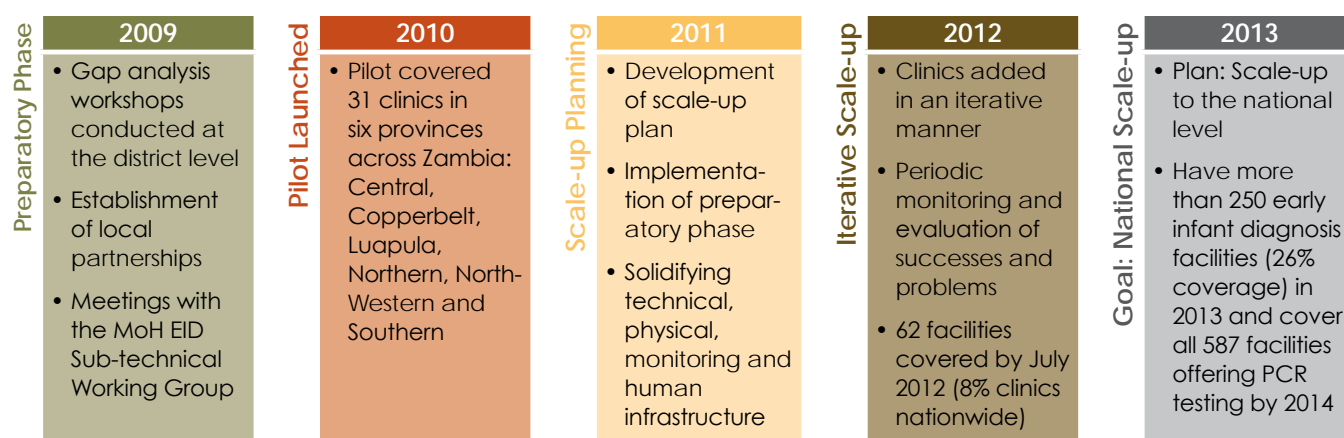 Preparatory Phase
2009
• Gap analysis
workshops
conducted at
the district level
• Establishment
of local
partnerships
• Meetings with
the MoH EID
Sub-technical
Working Group
Pilot Launched
2010
• Pilot covered
31 clinics in
six provinces
across Zambia:
Central,
Copperbelt,
Luapula,
Northern, North-
Western and
Southern
Scale-up Planning
2011
• Development
of scale-up
plan
• Implementa-
tion of prepar-
atory phase
• Solidifying
technical,
physical,
monitoring and
human
infrastructure
Iterative Scale-up
2012
• Clinics added
in an iterative
manner
• Periodic
monitoring and
evaluation of
successes and
problems
• 62 facilities
covered by July
2012 (8% clinics
nationwide)
Goal: National Scale-up
2013
• Plan: Scale-up
to the national
level
• Have more
than 250 early
infant diagnosis
facilities (26%
coverage) in
2013 and cover
all 587 facilities
offering PCR
testing by 2014